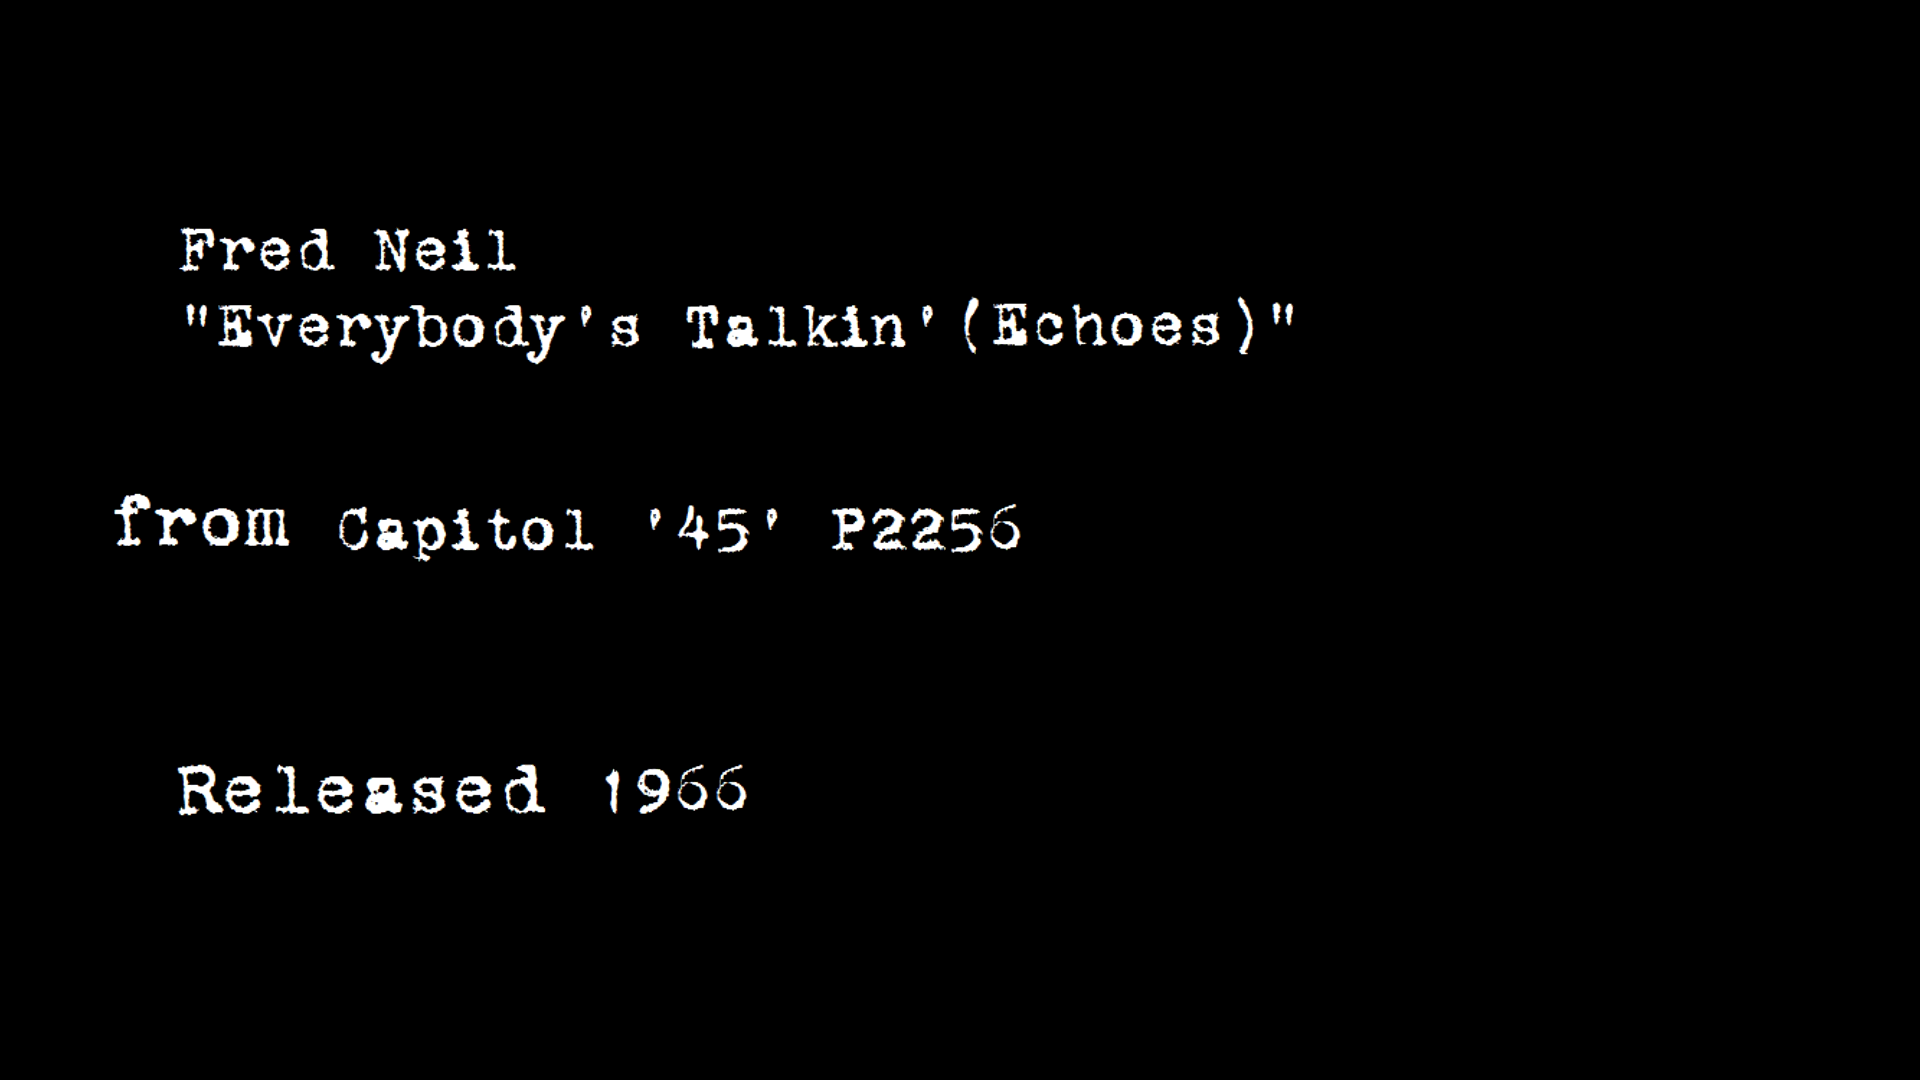 Fred Neil
"Everybody's Talkin'(Echoes)"
from Capitol '45' P2256
Released 1966